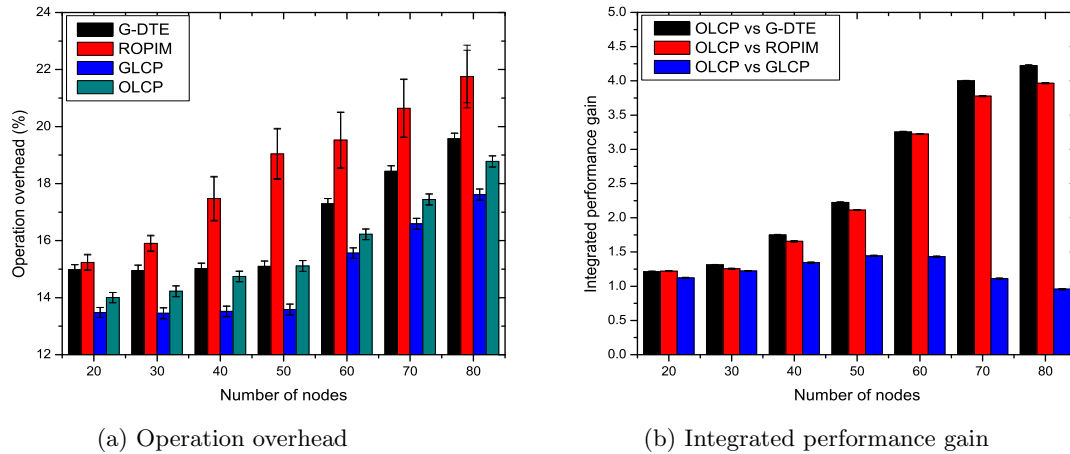 G-DTE
ROPIM
GLCP
OLCP
Operation overhead (%)
24
22
20
18
16
14
12
20 30 40 50 60 70 80
Number of nodes
(a) Operation overhead
OLCP vs G-DTE
OLCP vs ROPIM
OLCP vs GLCP
Integrated performance gain
5.0
4.5
4.0
3.5
3.0
2.5
2.0
1.5
1.0
0.5
0.0
20 30 40 50 60 70 80
Number of nodes
(b) Integrated performance gain